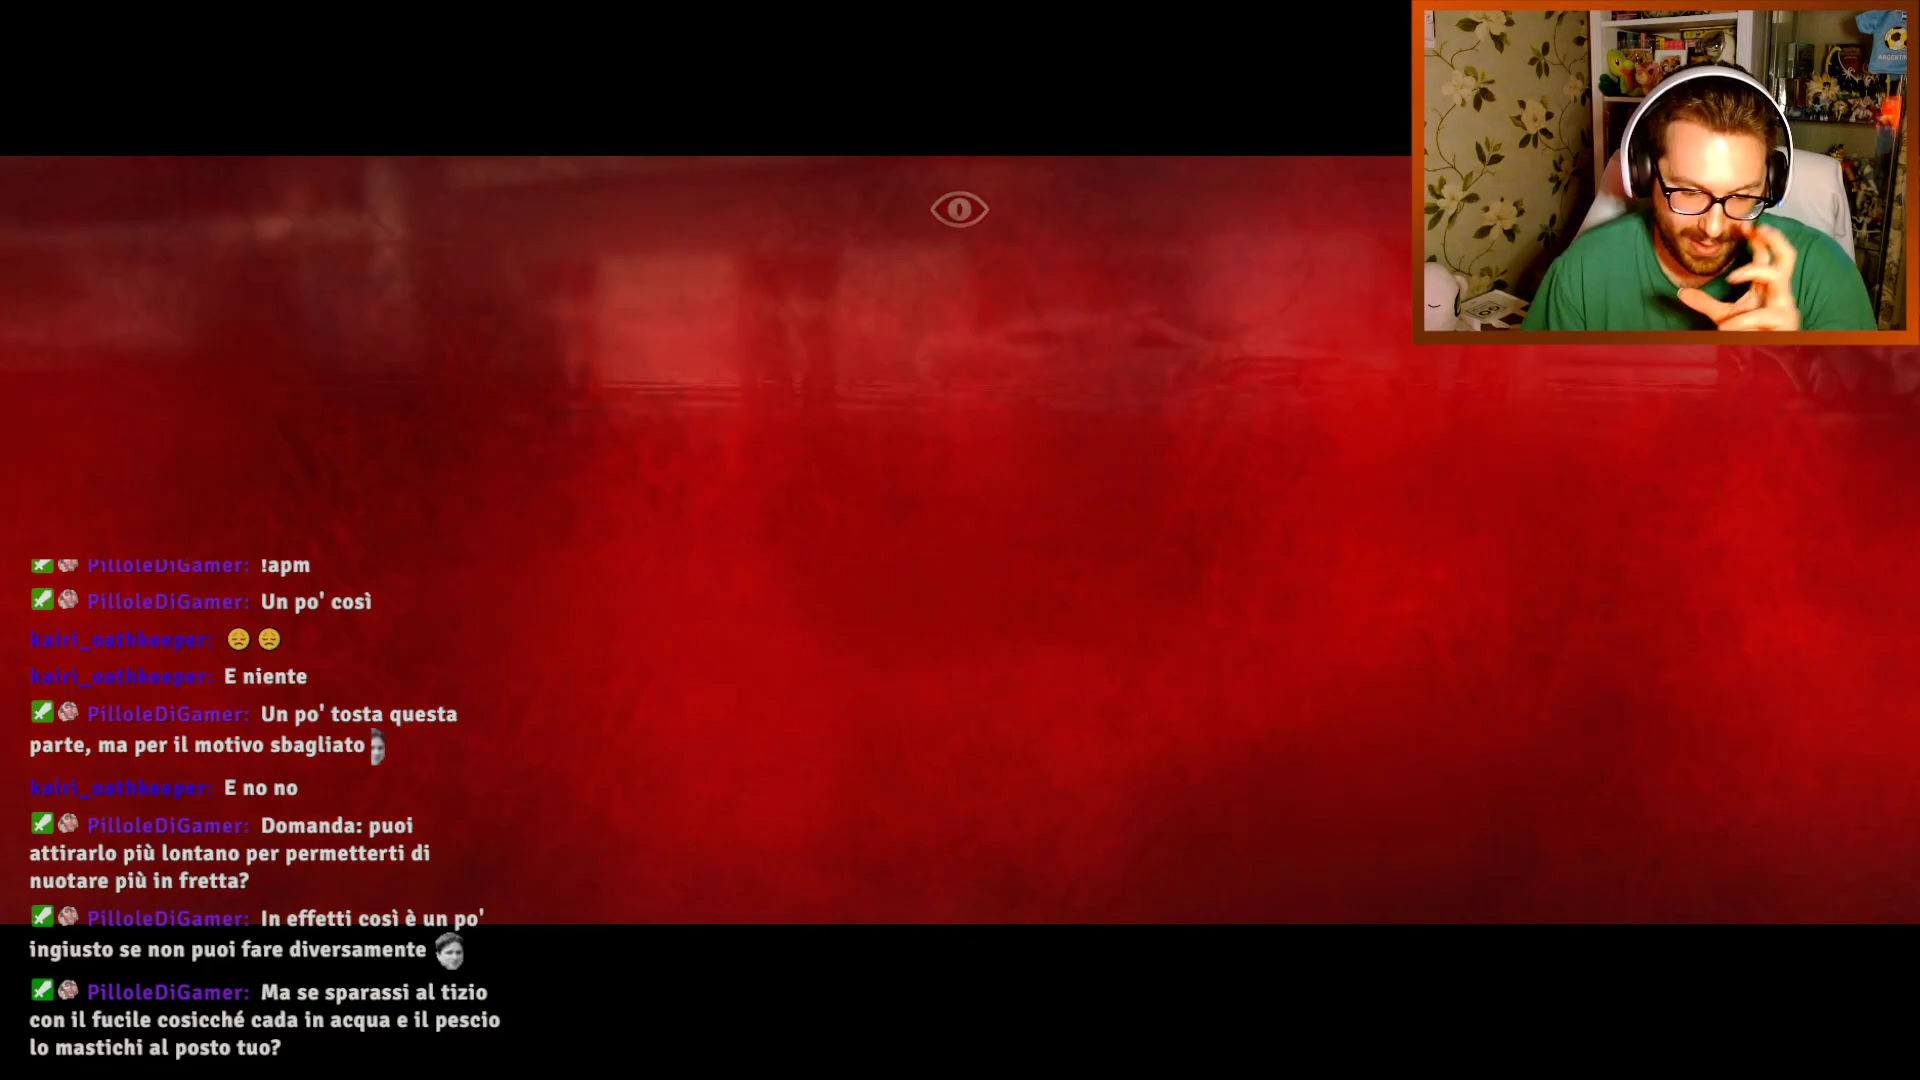 PilloleDiGamer: !apm
PilloleDiGamer: Un po' così
kairi_oathkeeper:
kairi_oathkeeper: E niente
PilloleDiGamer: Un po' tosta questa
parte, ma per il motivo sbagliato
kairi_oathkeeper: E no no
PilloleDiGamer: Domanda: puoi
attirarlo più lontano per permetterti di
nuotare più in fretta?
PilloleDiGamer: In effetti così è un po'
ingiusto se non puoi fare diversamente
PilloleDiGamer: Ma se sparassi al tizio
con il fucile cosicché cada in acqua e il pescio
lo mastichi al posto tuo?